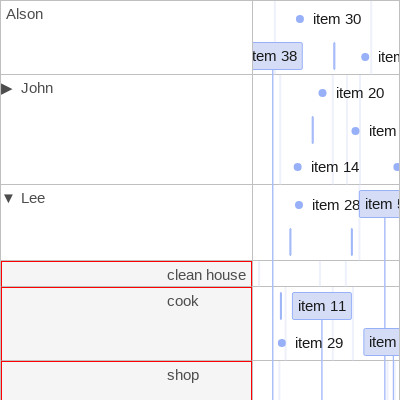 Alson
item 30
tem 38
item
▶ John
item 20
item
item 14
▼ Lee
item 28
item 5
clean house
cook
item 11
item 29
item
shop